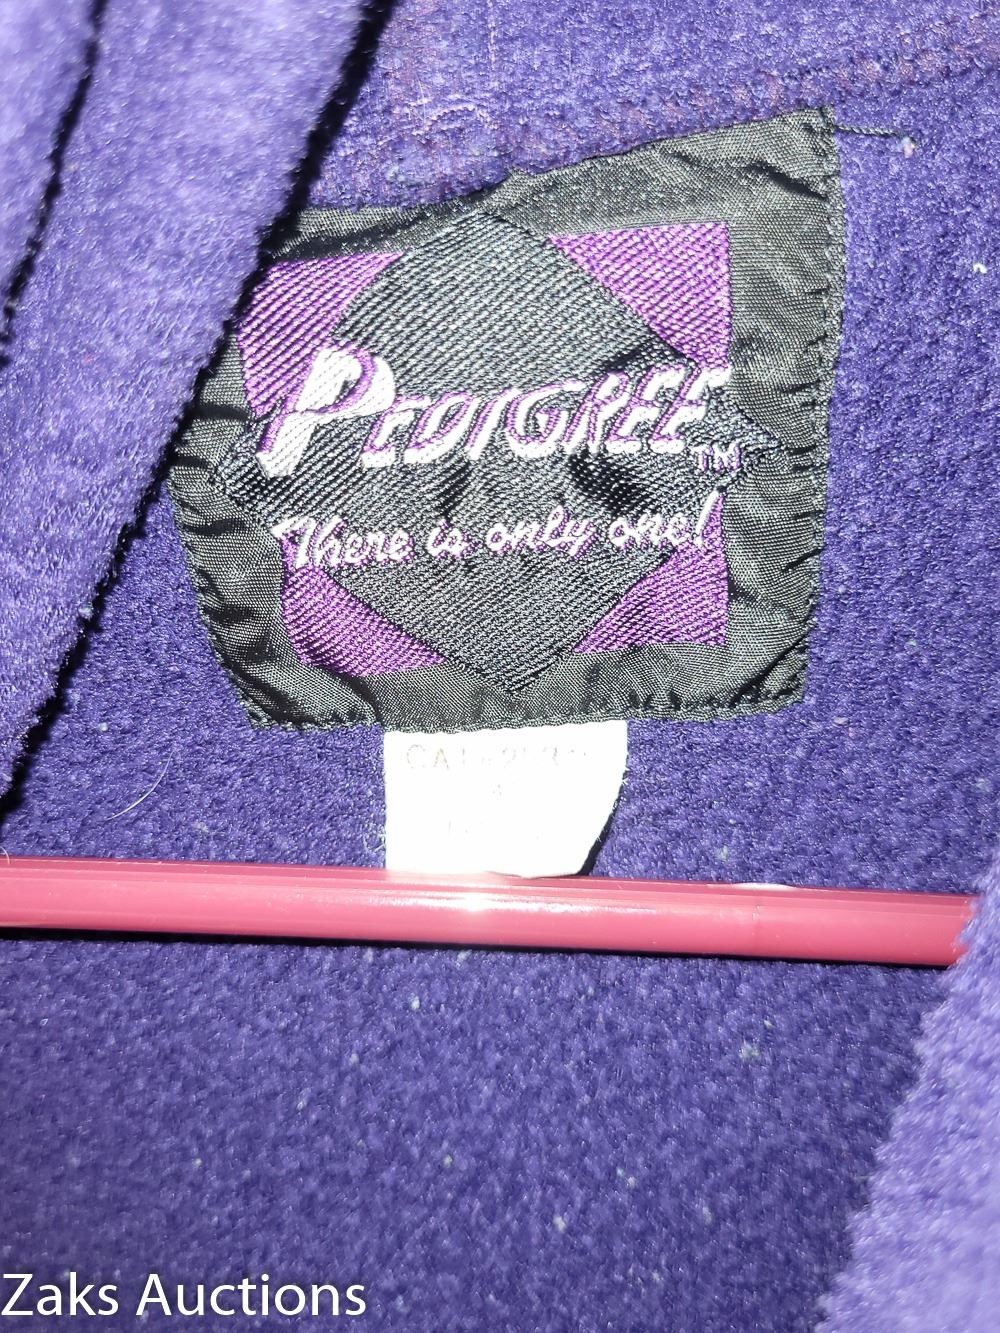 PEDIGREE TM
There is only one!
Zaks Auctions